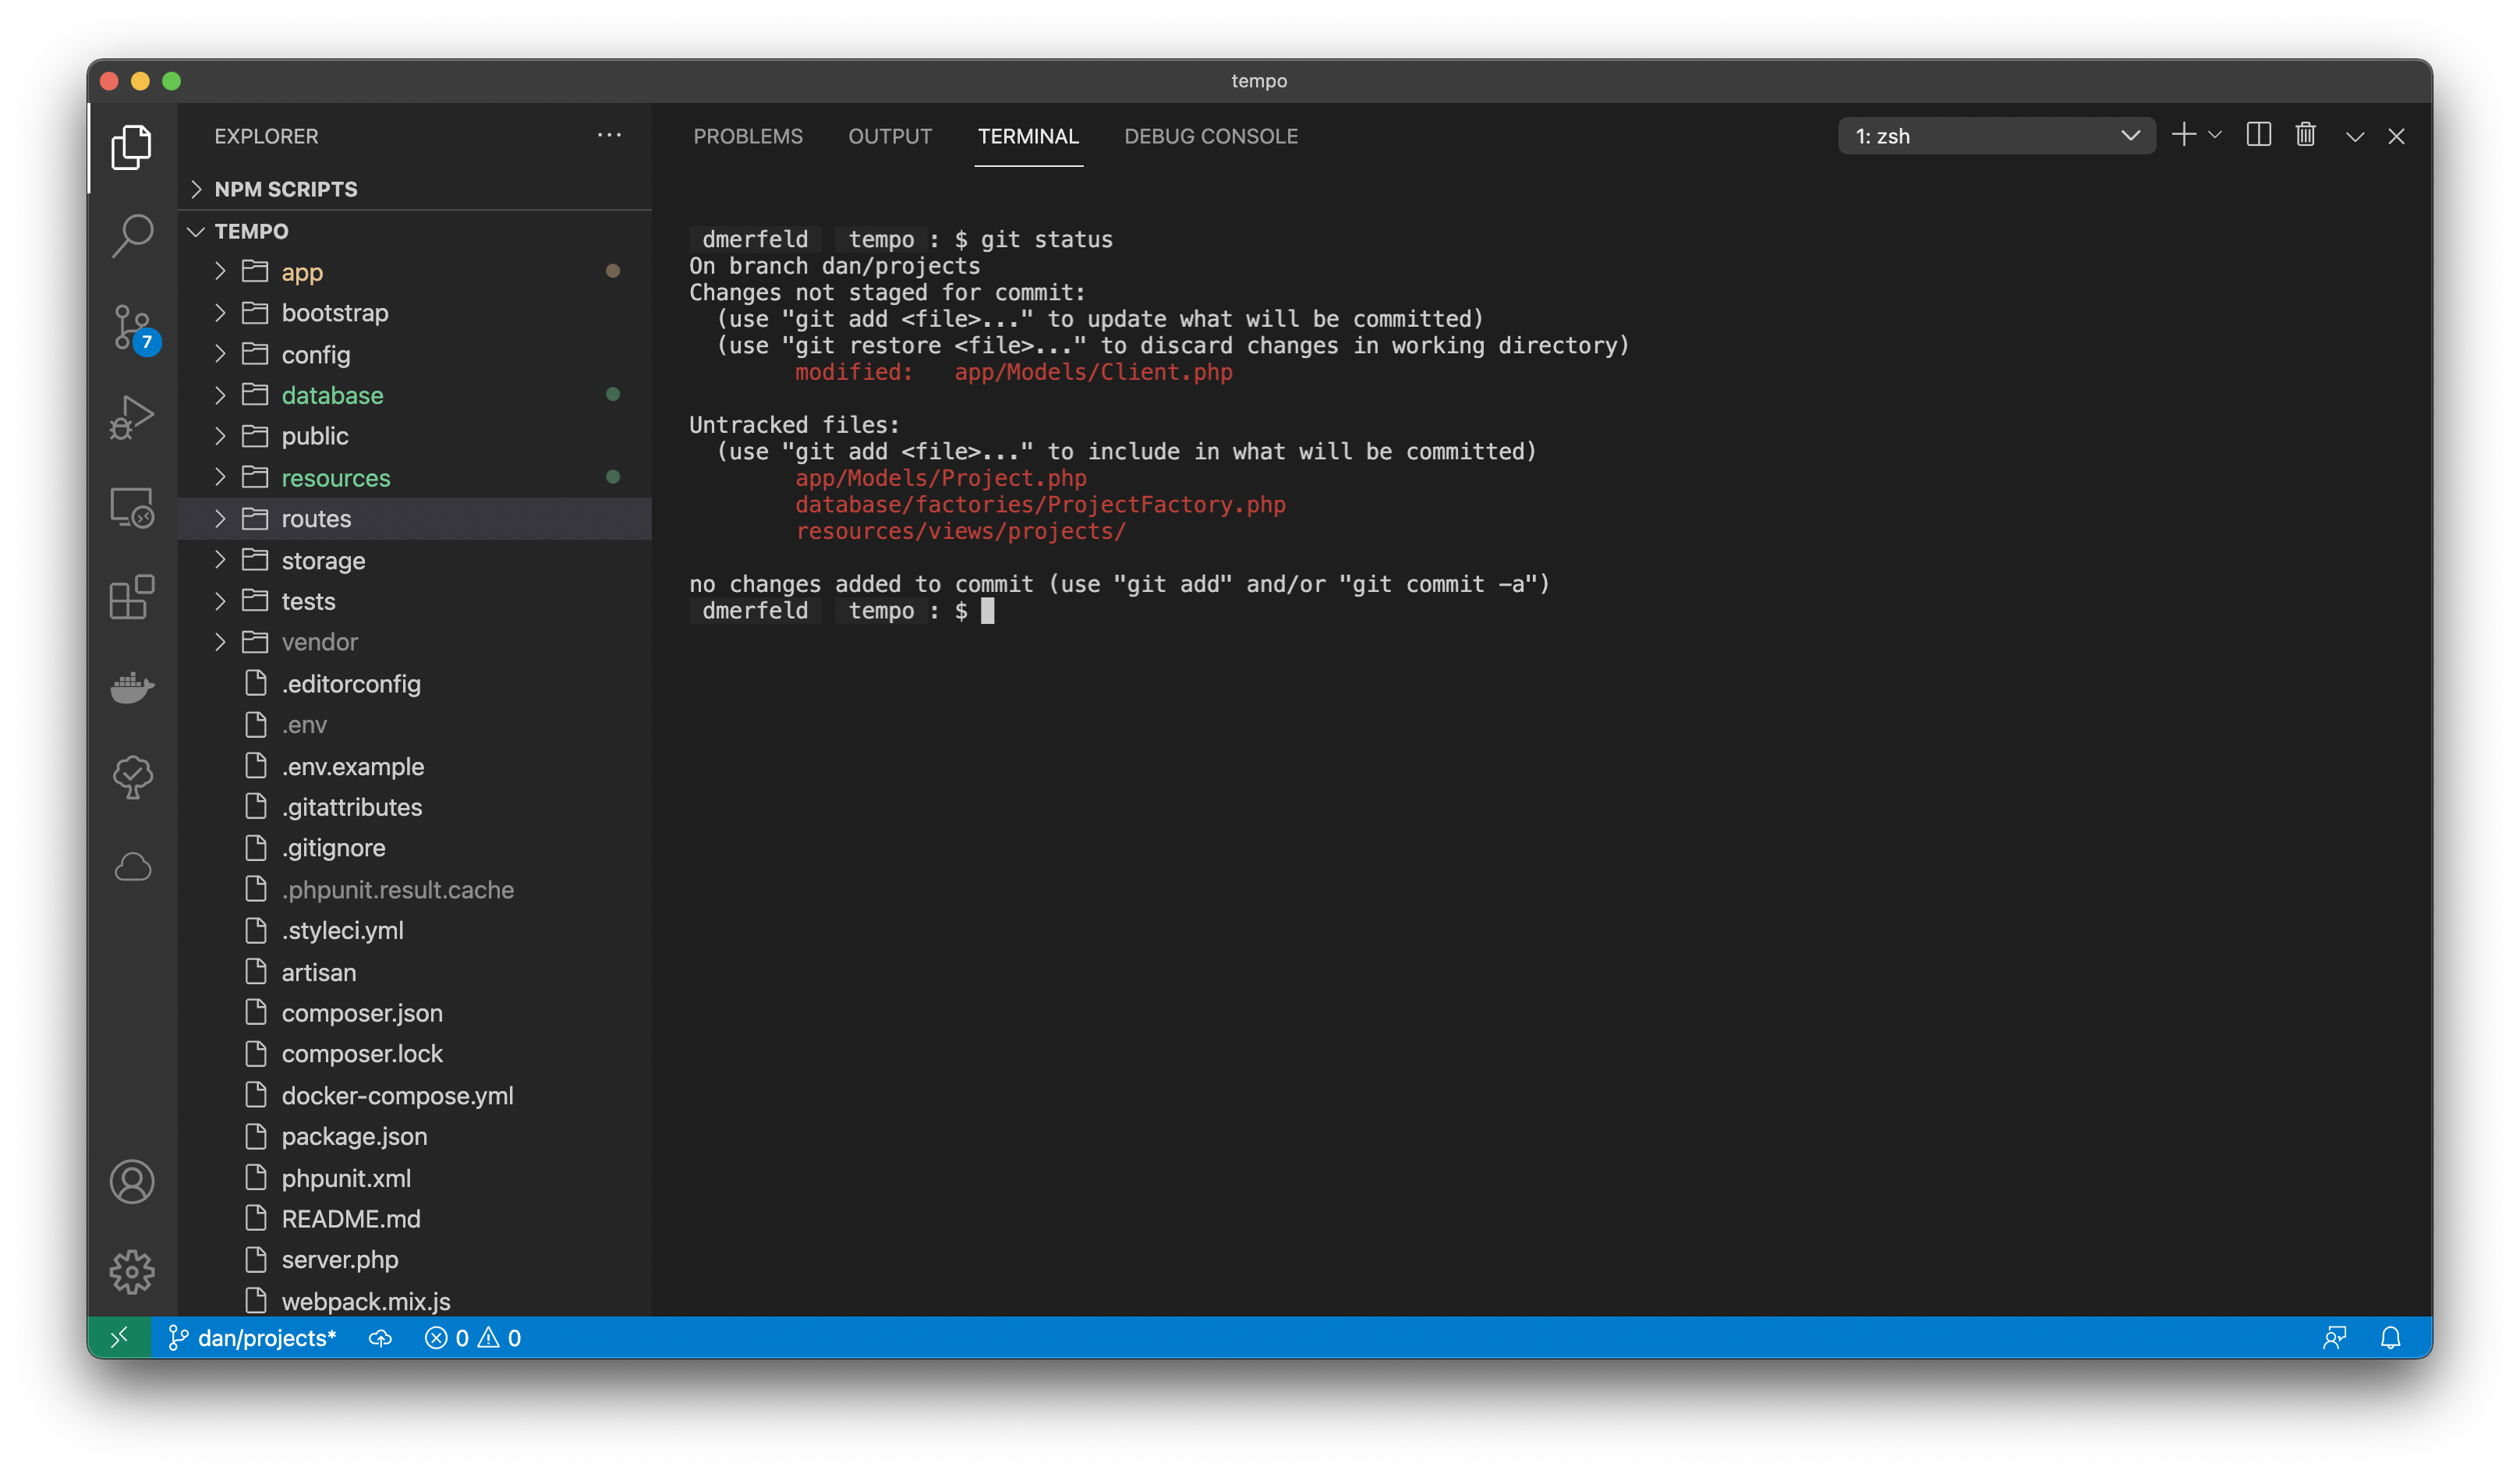 tempo
EXPLORER
NPM SCRIPTS
TEMPO
app
bootstrap
config
database
public
resources
routes
storage
tests
vendor
.editorconfig
.env
.env.example
.gitattributes
.gitignore
.phpunit.result.cache
.styleci.yml
artisan
composer.json
composer.lock
docker-compose.yml
package.json
phpunit.xml
README.md
server.php
webpack.mix.js
7
PROBLEMS OUTPUT TERMINAL DEBUG CONSOLE
1: zsh
dmerfeld tempo : $ git status
On branch dan/projects
Changes not staged for commit:
(use "git add <file>..." to update what will be committed)
(use "git restore <file>..." to discard changes in working directory)
modified: app/Models/Client.php
Untracked files:
(use "git add <file>..." to include in what will be committed)
app/Models/Project.php
database/factories/ProjectFactory.php
resources/views/projects/
no changes added to commit (use "git add" and/or "git commit -a")
dmerfeld tempo : $
dan/projects* 0 0